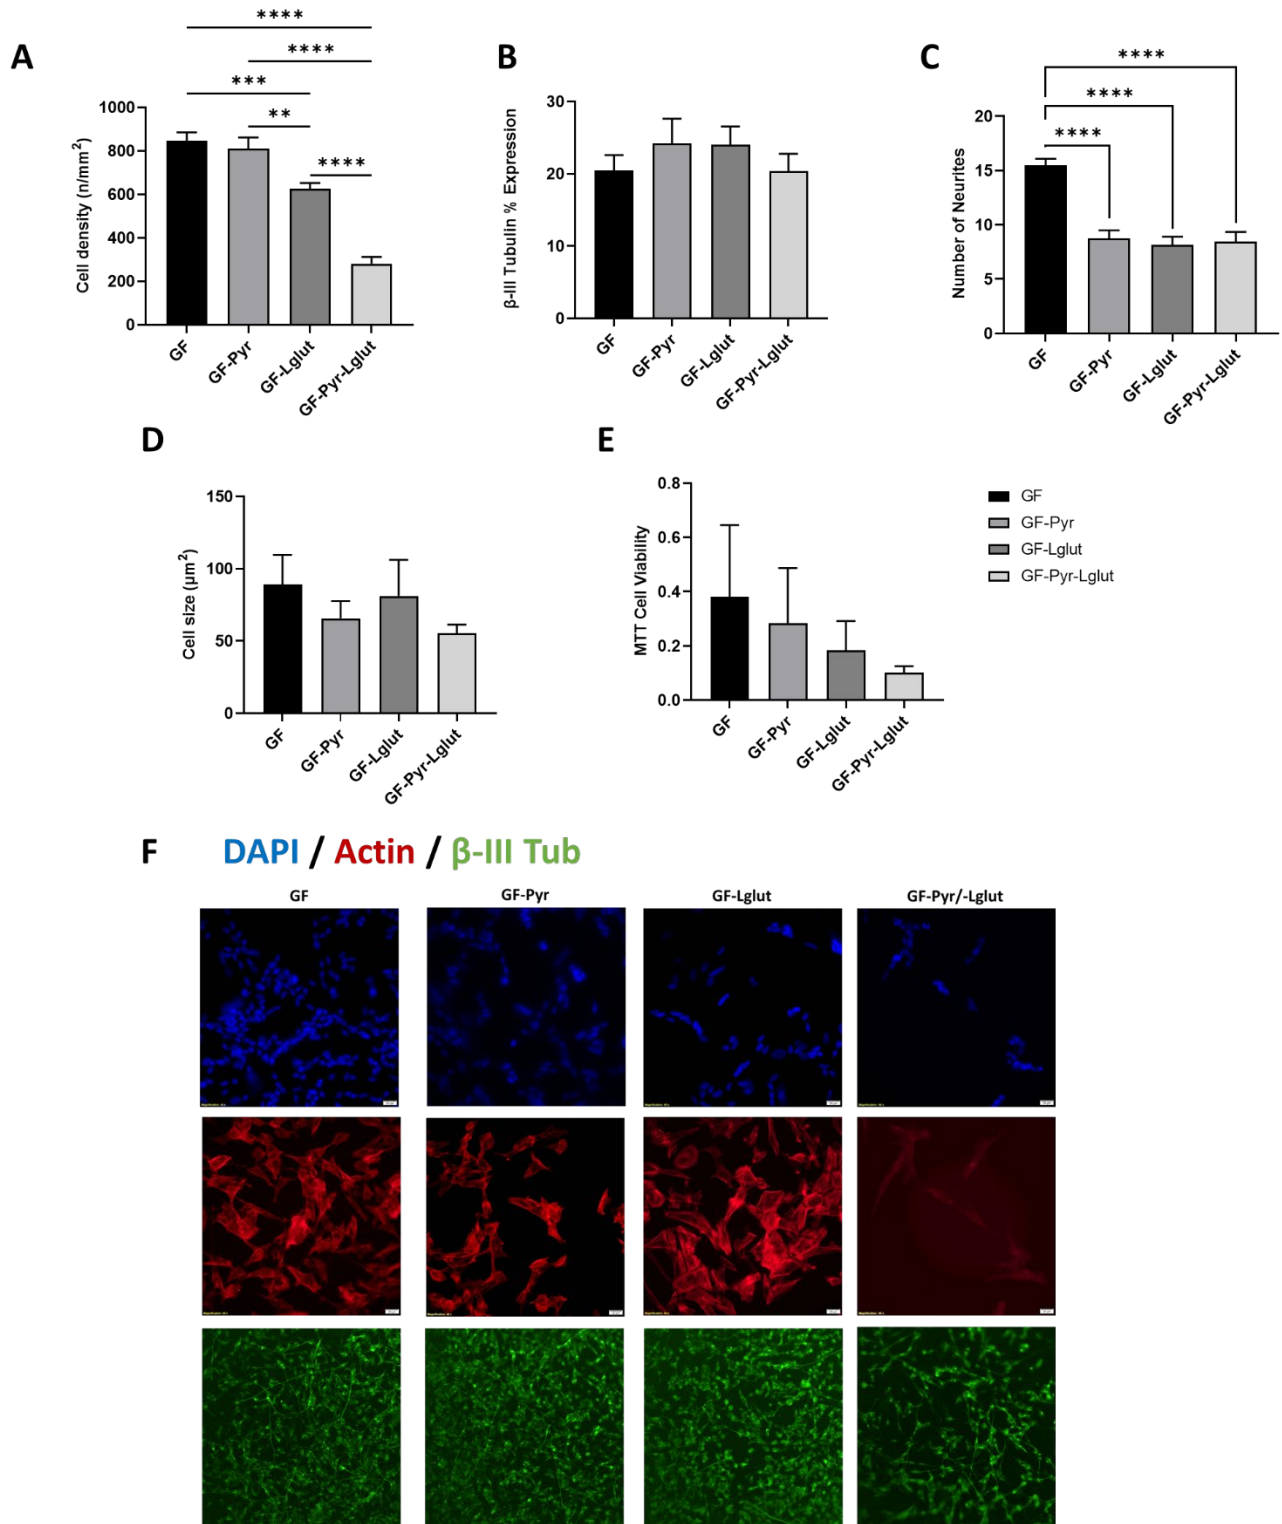 A
****
****
***
**
****
Cell density (n/mm²)
1000
800
600
400
200
0
GF
GF-Pyr
GF-Lglut
GF-Pyr-Lglut
B
β-III Tubulin % Expression
30
20
10
0
GF
GF-Pyr
GF-Lglut
GF-Pyr-Lglut
C
****
****
****
Number of Neurites
20
15
10
5
0
GF
GF-Pyr
GF-Lglut
GF-Pyr-Lglut
D
Cell size (μm²)
150
100
50
0
GF
GF-Pyr
GF-Lglut
GF-Pyr-Lglut
E
MTT Cell Viability
0.8
0.6
0.4
0.2
0.0
GF
GF-Pyr
GF-Lglut
GF-Pyr-Lglut
GF
GF-Pyr
GF-Lglut
GF-Pyr-Lglut
F
DAPI / Actin / β-III Tub
GF
GF-Pyr
GF-Lglut
GF-Pyr/-Lglut